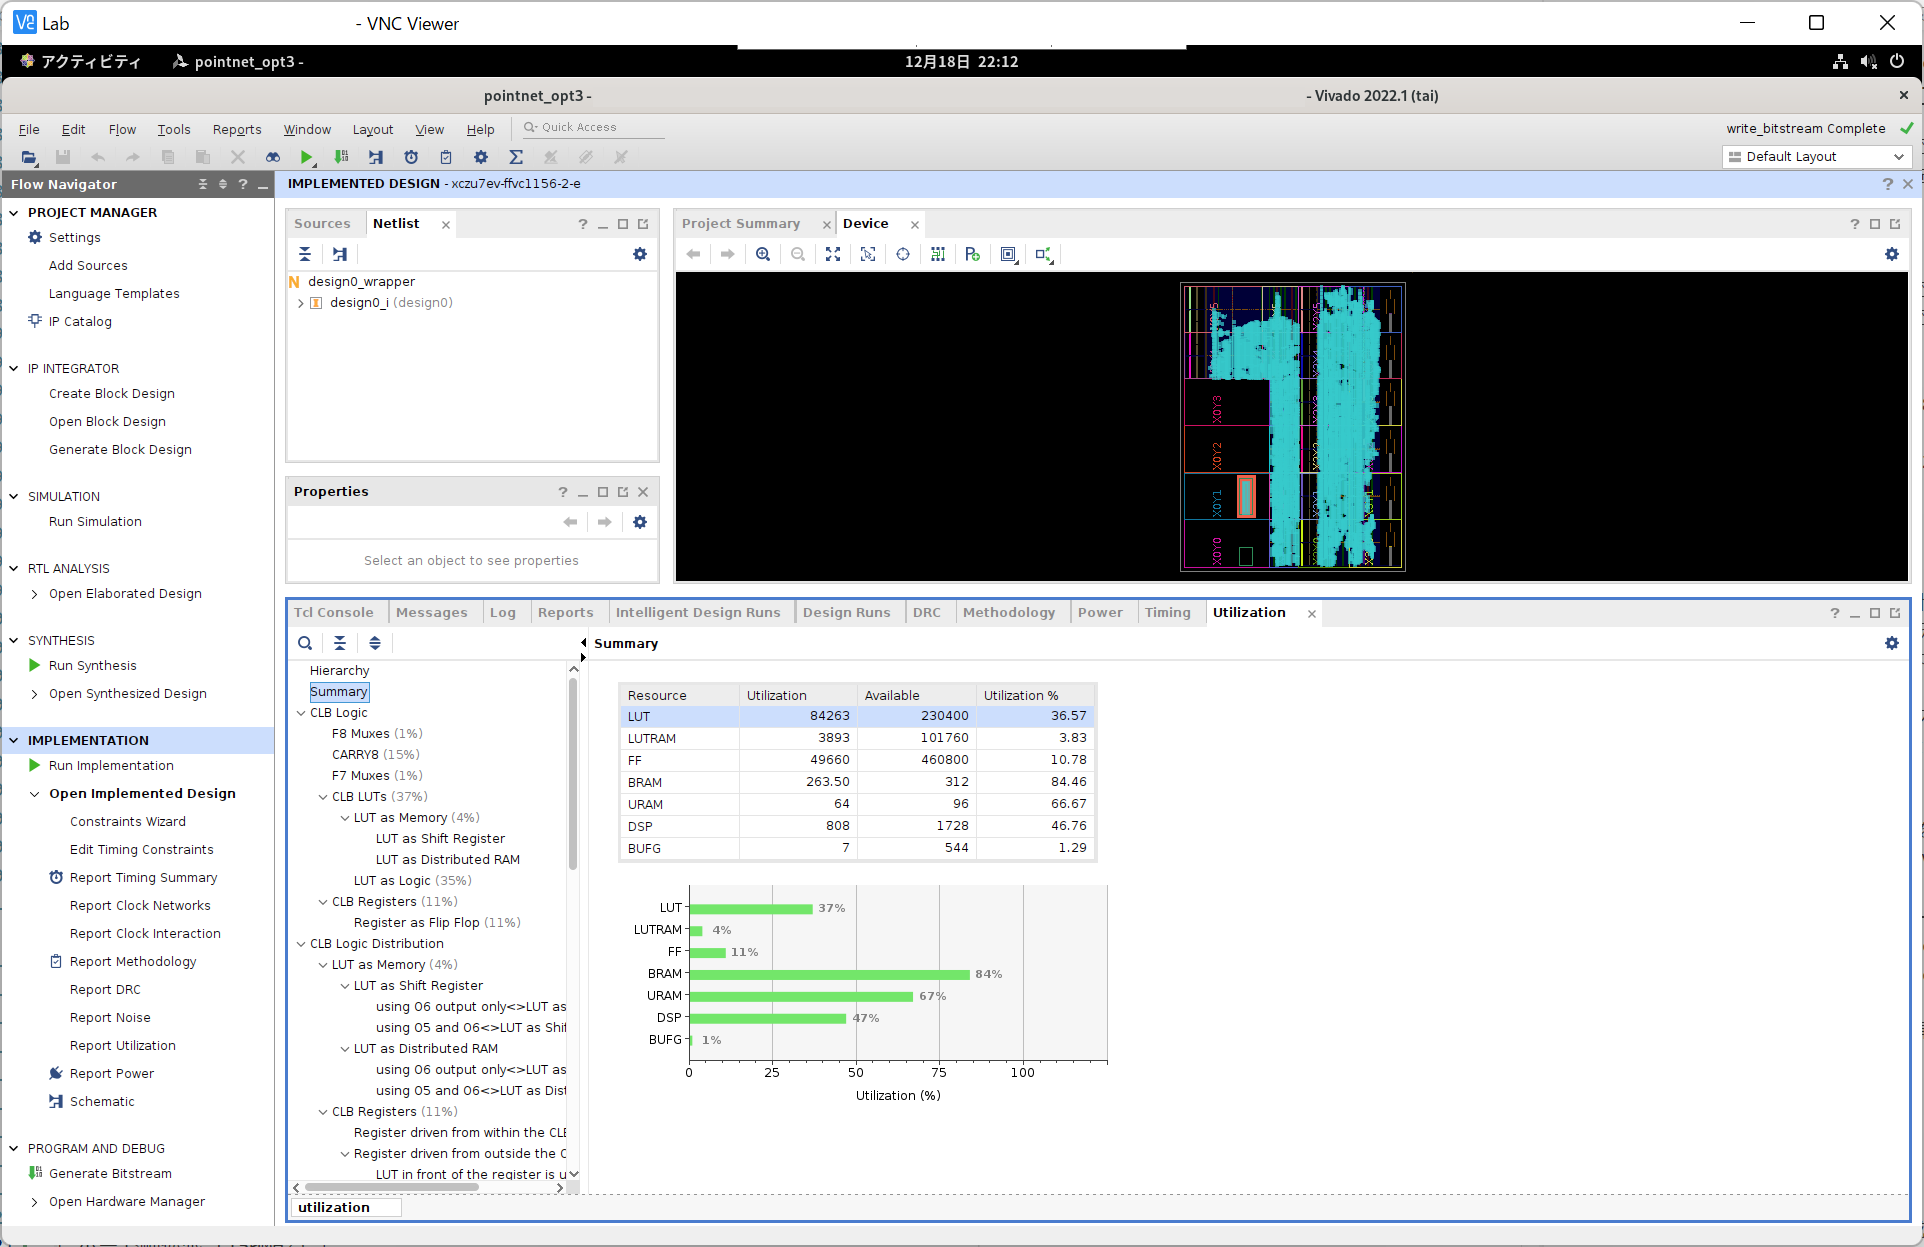 Lab - VNC Viewer
アクティビティ pointnet_opt3 - 12月18日 22:12
pointnet_opt3 - - Vivado 2022.1 (tai)
File Edit Flow Tools Reports Window Layout View Help Quick Access write_bitstream Complete
Default Layout
Flow Navigator
IMPLEMENTED DESIGN - xczu7ev-ffvc1156-2-e
PROJECT MANAGER
Settings
Add Sources
Language Templates
IP Catalog
IP INTEGRATOR
Create Block Design
Open Block Design
Generate Block Design
SIMULATION
Run Simulation
RTL ANALYSIS
Open Elaborated Design
SYNTHESIS
Run Synthesis
Open Synthesized Design
IMPLEMENTATION
Run Implementation
Open Implemented Design
Constraints Wizard
Edit Timing Constraints
Report Timing Summary
Report Clock Networks
Report Clock Interaction
Report Methodology
Report DRC
Report Noise
Report Utilization
Report Power
Schematic
PROGRAM AND DEBUG
Generate Bitstream
Open Hardware Manager
Sources Netlist
design0_wrapper
design0_i (design0)
Properties
Select an object to see properties
Project Summary Device
X0Y3
X0Y2
X0Y1
X0Y0
Tcl Console Messages Log Reports Intelligent Design Runs Design Runs DRC Methodology Power Timing Utilization
Hierarchy
Summary
CLB Logic
F8 Muxes (1%)
CARRY8 (15%)
F7 Muxes (1%)
CLB LUTs (37%)
LUT as Memory (4%)
LUT as Shift Register
LUT as Distributed RAM
LUT as Logic (35%)
CLB Registers (11%)
Register as Flip Flop (11%)
CLB Logic Distribution
LUT as Memory (4%)
LUT as Shift Register
using O6 output only<>LUT as
using O5 and O6<>LUT as Shif
LUT as Distributed RAM
using O6 output only<>LUT as
using O5 and O6<>LUT as Dist
CLB Registers (11%)
Register driven from within the CLB
Register driven from outside the C
LUT in front of the register is u
utilization
Summary
Resource Utilization Available Utilization %
LUT 84263 230400 36.57
LUTRAM 3893 101760 3.83
FF 49660 460800 10.78
BRAM 263.50 312 84.46
URAM 64 96 66.67
DSP 808 1728 46.76
BUFG 7 544 1.29
LUT 37%
LUTRAM 4%
FF 11%
BRAM 84%
URAM 67%
DSP 47%
BUFG 1%
0 25 50 75 100
Utilization (%)